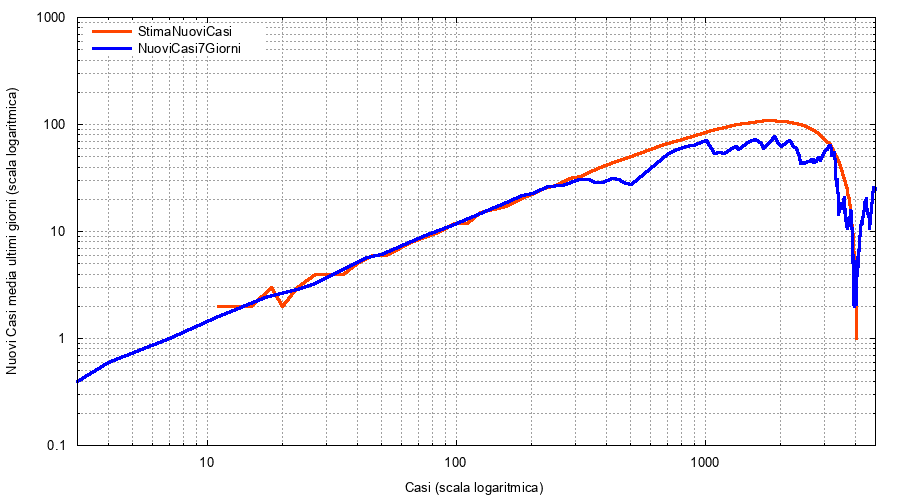 1000
StimaNuoviCasi
NuoviCasi7Giorni
100
10
1
0.1
Nuovi Casi media ultimi giorni (scala logaritmica)
10
100
1000
Casi (scala logaritmica)